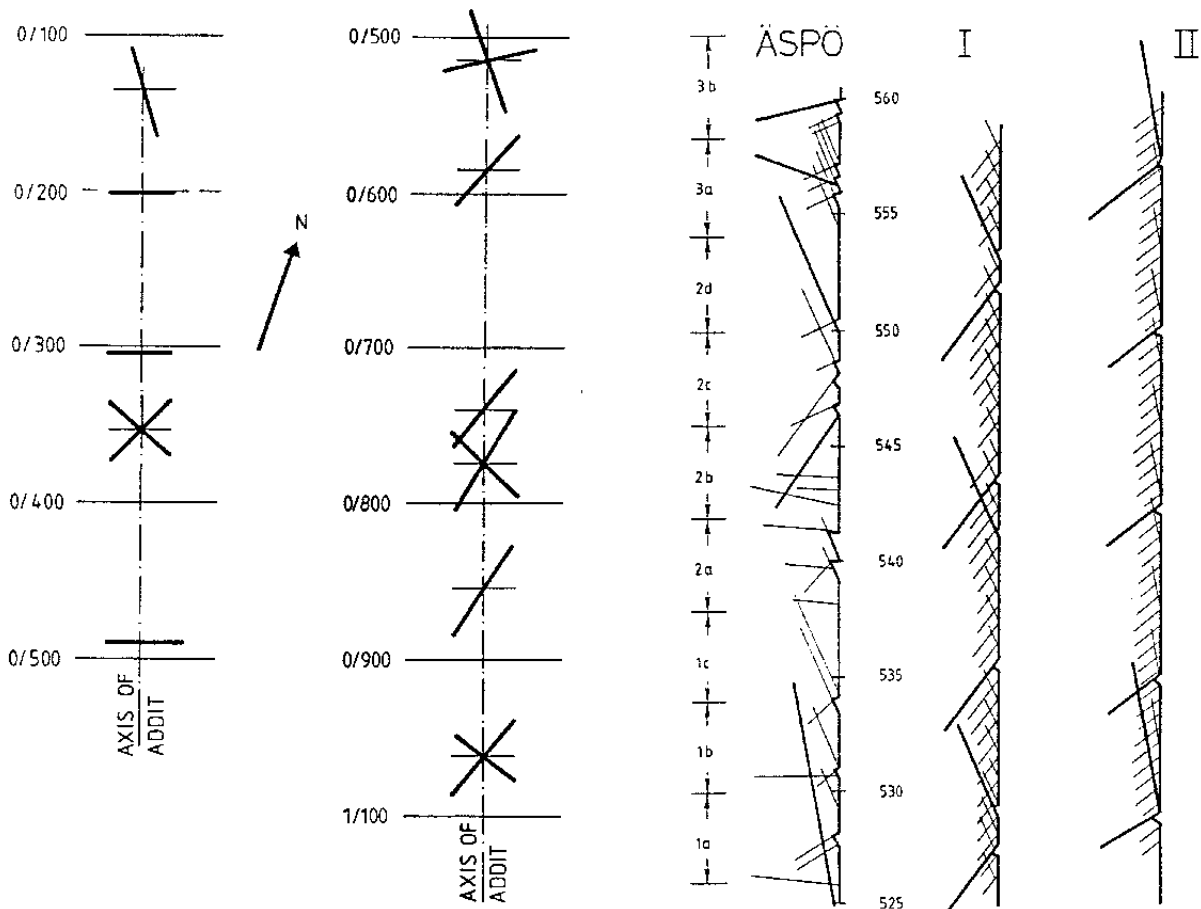 0/100
0/200
0/300
0/400
0/500
AXIS OF
ADDIT
N
0/500
0/600
0/700
0/800
0/900
1/100
AXIS OF
ADDIT
3b
3a
2d
2c
2b
2a
1c
1b
1a
ÄSPÖ
560
555
550
545
540
535
530
525
I
II